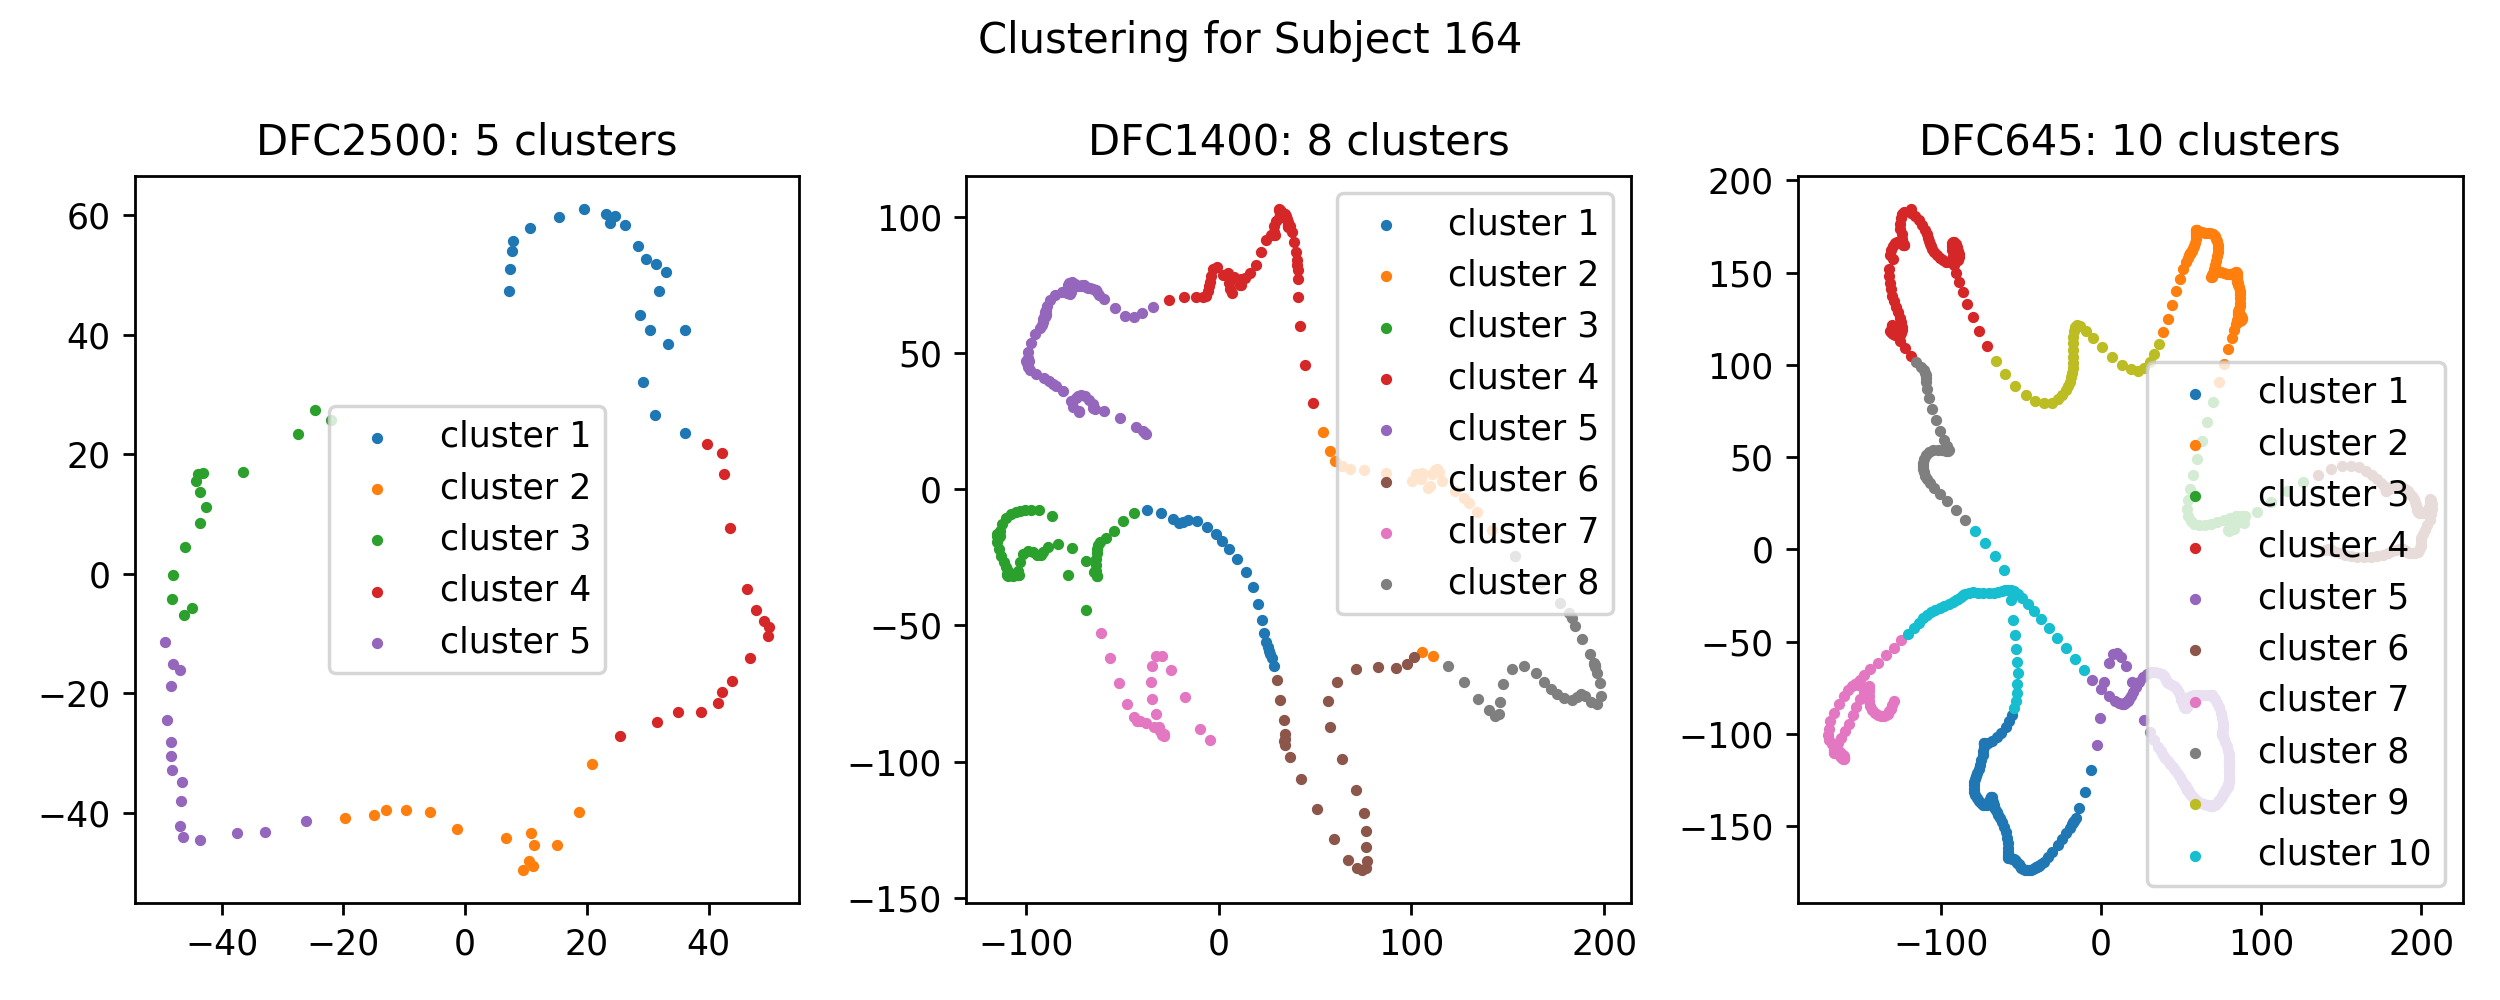 Clustering for Subject 164
DFC2500: 5 clusters
60
40
20
0
−20
−40
−40
−20
0
20
40
cluster 1
cluster 2
cluster 3
cluster 4
cluster 5
DFC1400: 8 clusters
100
50
0
−50
−100
−150
−100
0
100
200
cluster 1
cluster 2
cluster 3
cluster 4
cluster 5
cluster 6
cluster 7
cluster 8
DFC645: 10 clusters
200
150
100
50
0
−50
−100
−150
−100
0
100
200
cluster 1
cluster 2
cluster 3
cluster 4
cluster 5
cluster 6
cluster 7
cluster 8
cluster 9
cluster 10